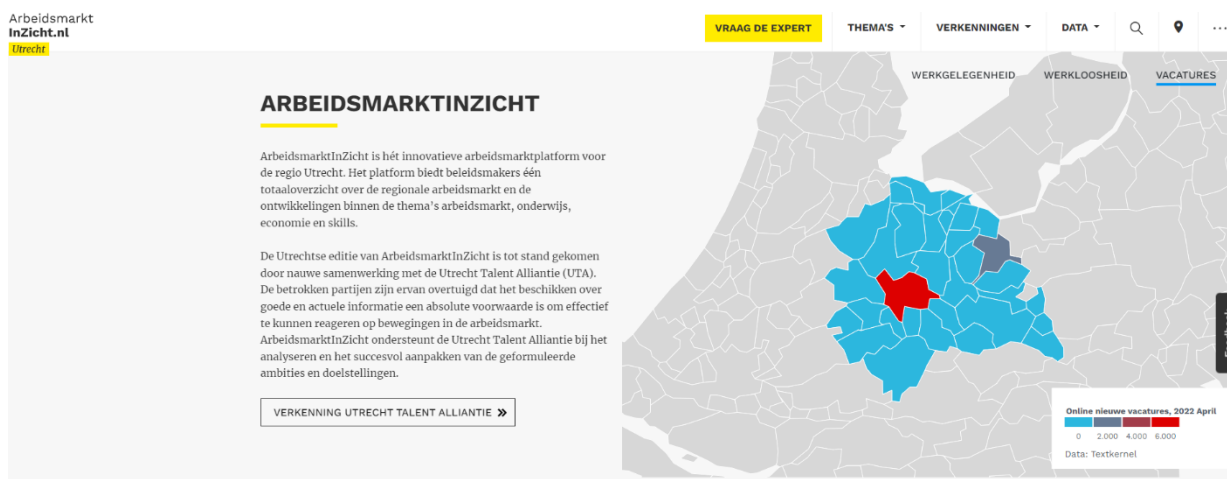 Arbeidsmarkt
InZicht.nl
Utrecht
VRAAG DE EXPERT
THEMA'S
VERKENNINGEN
DATA
WERKGELEGENHEID
WERKLOOSHEID
VACATURES
ARBEIDSMARKTINZICHT
ArbeidsmarktInZicht is hét innovatieve arbeidsmarktplatform voor
de regio Utrecht. Het platform biedt beleidsmakers één
totaaloverzicht over de regionale arbeidsmarkt en de
ontwikkelingen binnen de thema's arbeidsmarkt, onderwijs,
economie en skills.
De Utrechtse editie van ArbeidsmarktInZicht is tot stand gekomen
door nauwe samenwerking met de Utrecht Talent Alliantie (UTA).
De betrokken partijen zijn ervan overtuigd dat het beschikken over
goede en actuele informatie een absolute voorwaarde is om effectief
te kunnen reageren op bewegingen in de arbeidsmarkt.
ArbeidsmarktInZicht ondersteunt de Utrecht Talent Alliantie bij het
analyseren en het succesvol aanpakken van de geformuleerde
ambities en doelstellingen.
VERKENNING UTRECHT TALENT ALLIANTIE »
Online nieuwe vacatures, 2022 April
0 2.000 4.000 6.000
Data: Textkernel